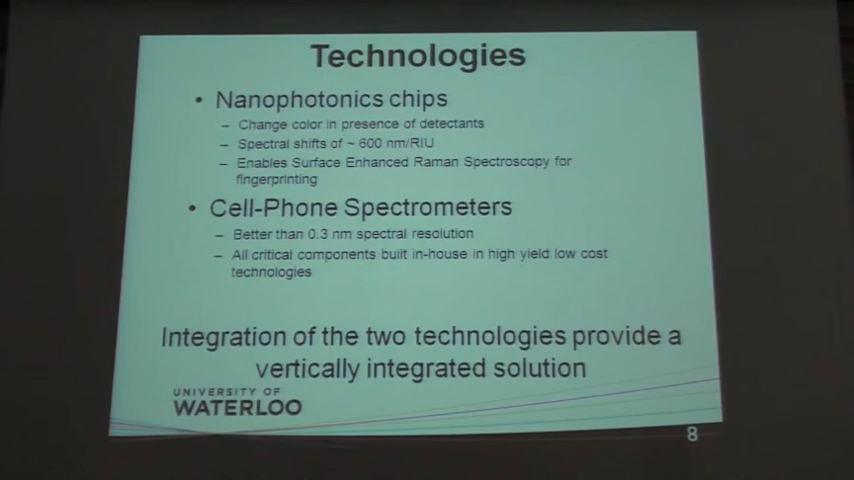 Technologies
• Nanophotonics chips
– Change color in presence of detectants
– Spectral shifts of ~ 600 nm/RIU
– Enables Surface Enhanced Raman Spectroscopy for
fingerprinting
• Cell-Phone Spectrometers
– Better than 0.3 nm spectral resolution
– All critical components built in-house in high yield low cost
technologies
Integration of the two technologies provide a
vertically integrated solution
UNIVERSITY OF
WATERLOO
8